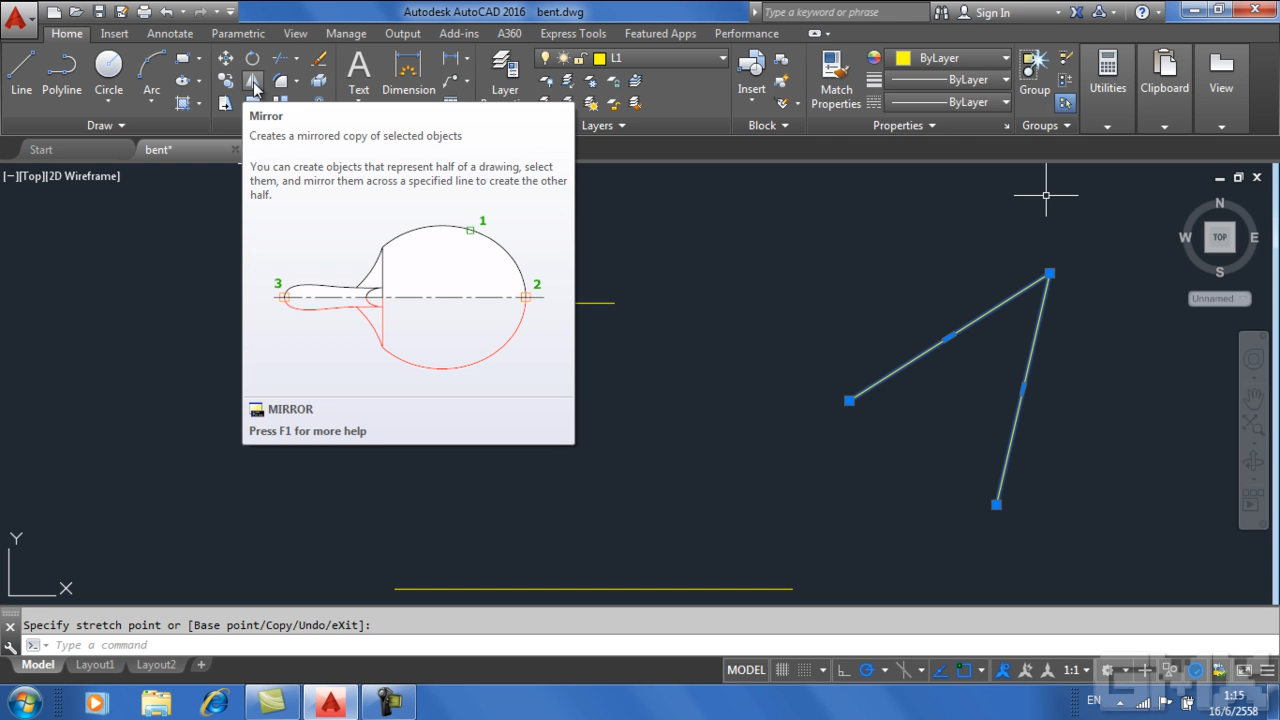 Autodesk AutoCAD 2016 bent.dwg
Type a keyword or phrase
Sign In
Home Insert Annotate Parametric View Manage Output Add-ins A360 Express Tools Featured Apps Performance
L1
ByLayer
Line Polyline Circle Arc Text Dimension Layer Insert Match Group Utilities Clipboard View
Properties
ByLayer
ByLayer
Draw Layers Block Properties Groups
Start bent*
Mirror
Creates a mirrored copy of selected objects
You can create objects that represent half of a drawing, select
them, and mirror them across a specified line to create the other
half.
1
2
3
MIRROR
Press F1 for more help
[−][Top][2D Wireframe]
N
W TOP E
S
Unnamed
Y
X
Specify stretch point or [Base point/Copy/Undo/eXit]:
Type a command
Model Layout1 Layout2 +
MODEL 1:1
EN
1:15
16/6/2558